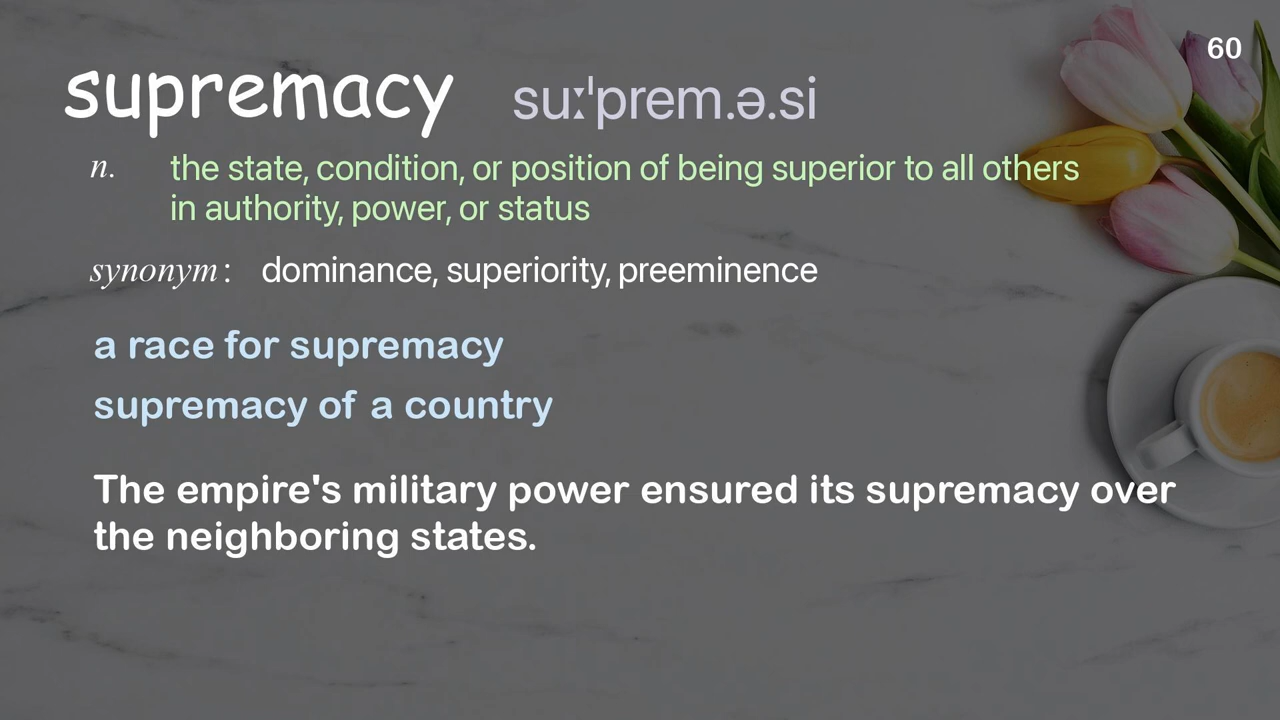 60
supremacy suːˈprem.ə.si
n. the state, condition, or position of being superior to all others
in authority, power, or status
synonym: dominance, superiority, preeminence
a race for supremacy
supremacy of a country
The empire's military power ensured its supremacy over
the neighboring states.